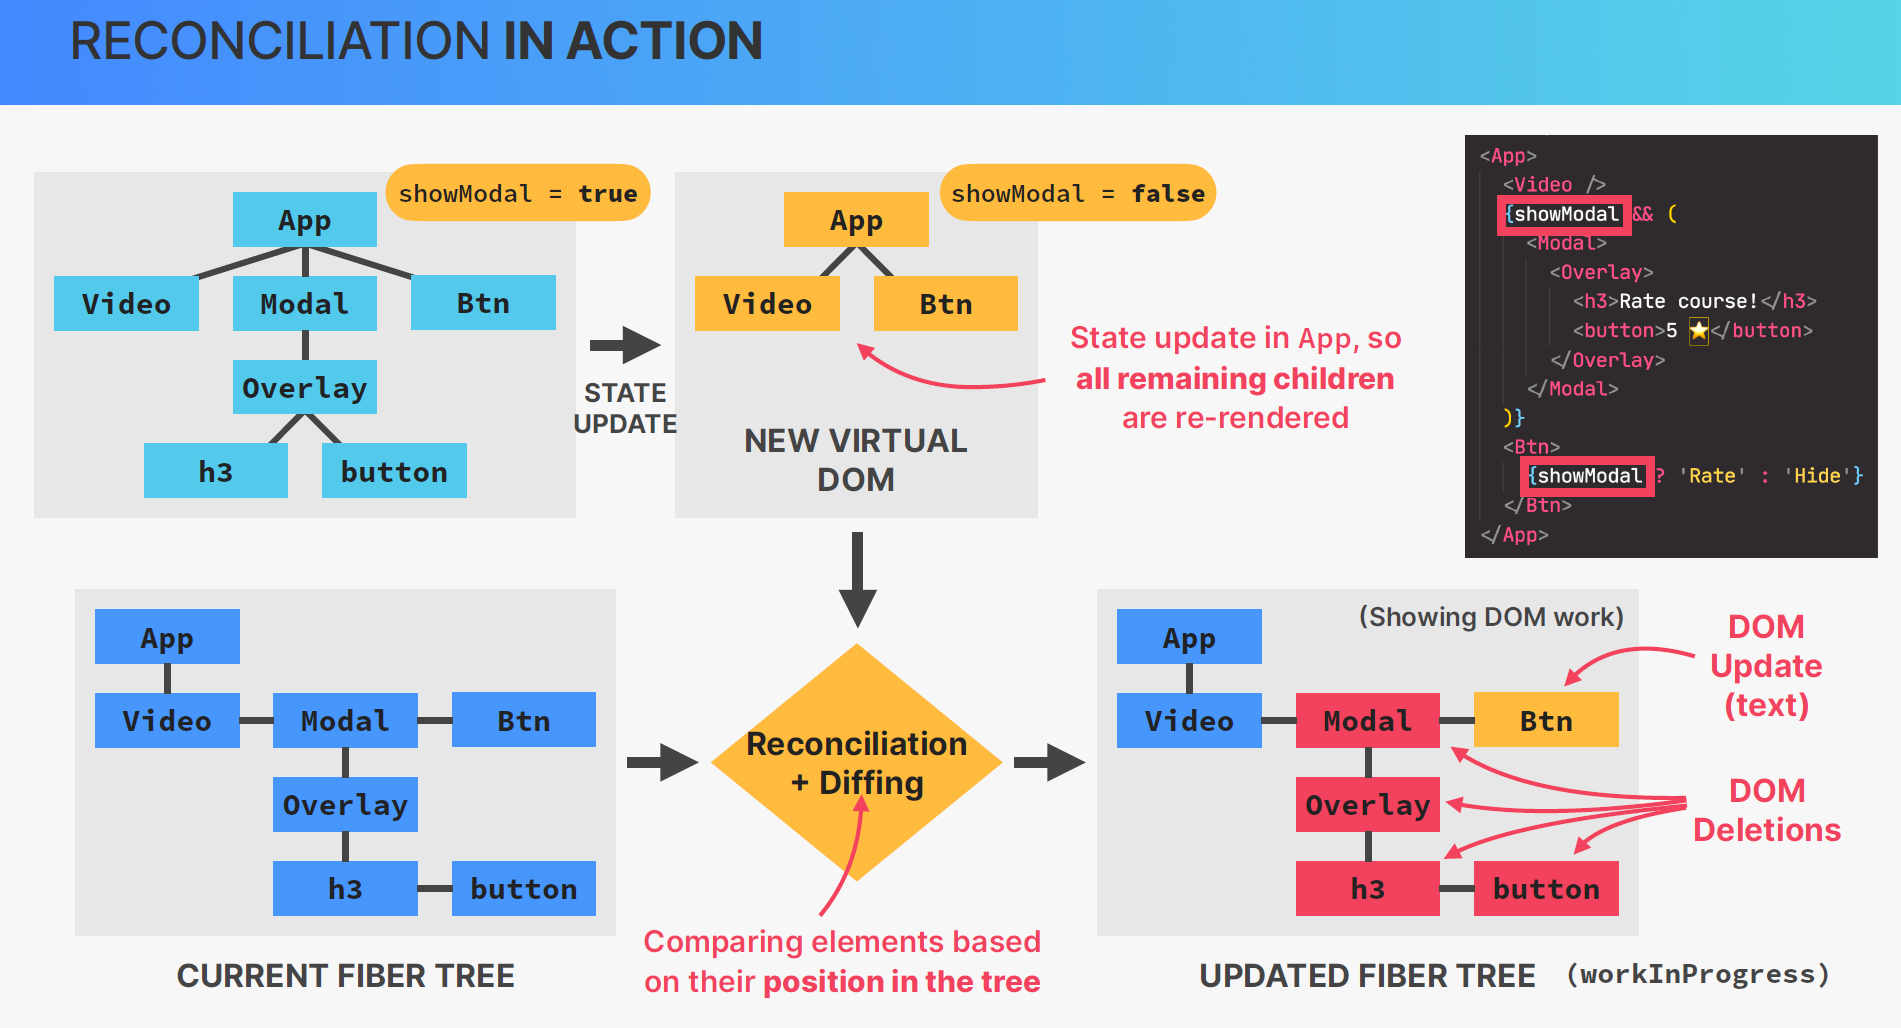 RECONCILIATION IN ACTION
showModal = true
App
Video
Modal
Btn
Overlay
h3
button
STATE
UPDATE
showModal = false
App
Video
Btn
NEW VIRTUAL
DOM
State update in App, so
all remaining children
are re-rendered
<App>
<Video />
{showModal && (
<Modal>
<Overlay>
<h3>Rate course!</h3>
<button>5 ⭐</button>
</Overlay>
</Modal>
)}
<Btn>
{showModal ? 'Rate' : 'Hide'}
</Btn>
</App>
App
Video
Modal
Btn
Overlay
h3
button
CURRENT FIBER TREE
Reconciliation
+ Diffing
Comparing elements based
on their position in the tree
(Showing DOM work)
App
Video
Modal
Btn
Overlay
h3
button
DOM
Update
(text)
DOM
Deletions
UPDATED FIBER TREE (workInProgress)